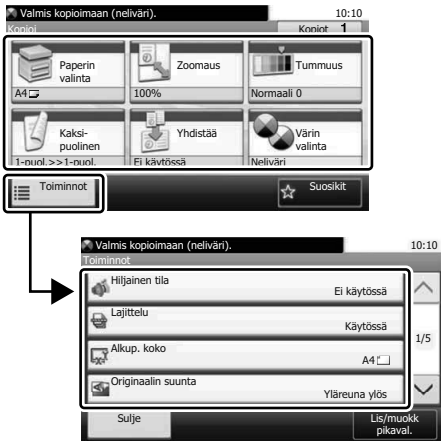 Valmis kopioimaan (neliväri). 10:10
Kopioi Kopiot 1
Paperin valinta
Zoomaus
Tummuus
A4 100% Normaali 0
Kaksi-
puolinen
Yhdistää
Värin valinta
1-puol.>>1-puol. Ei käytössä Neliväri
Toiminnot Suosikit
Valmis kopioimaan (neliväri). 10:10
Toiminnot
Hiljainen tila
Ei käytössä
Lajittelu
Käytössä
1/5
Alkup. koko
A4
Originaalin suunta
Yläreuna ylös
Sulje Lis/muokk
pikaval.